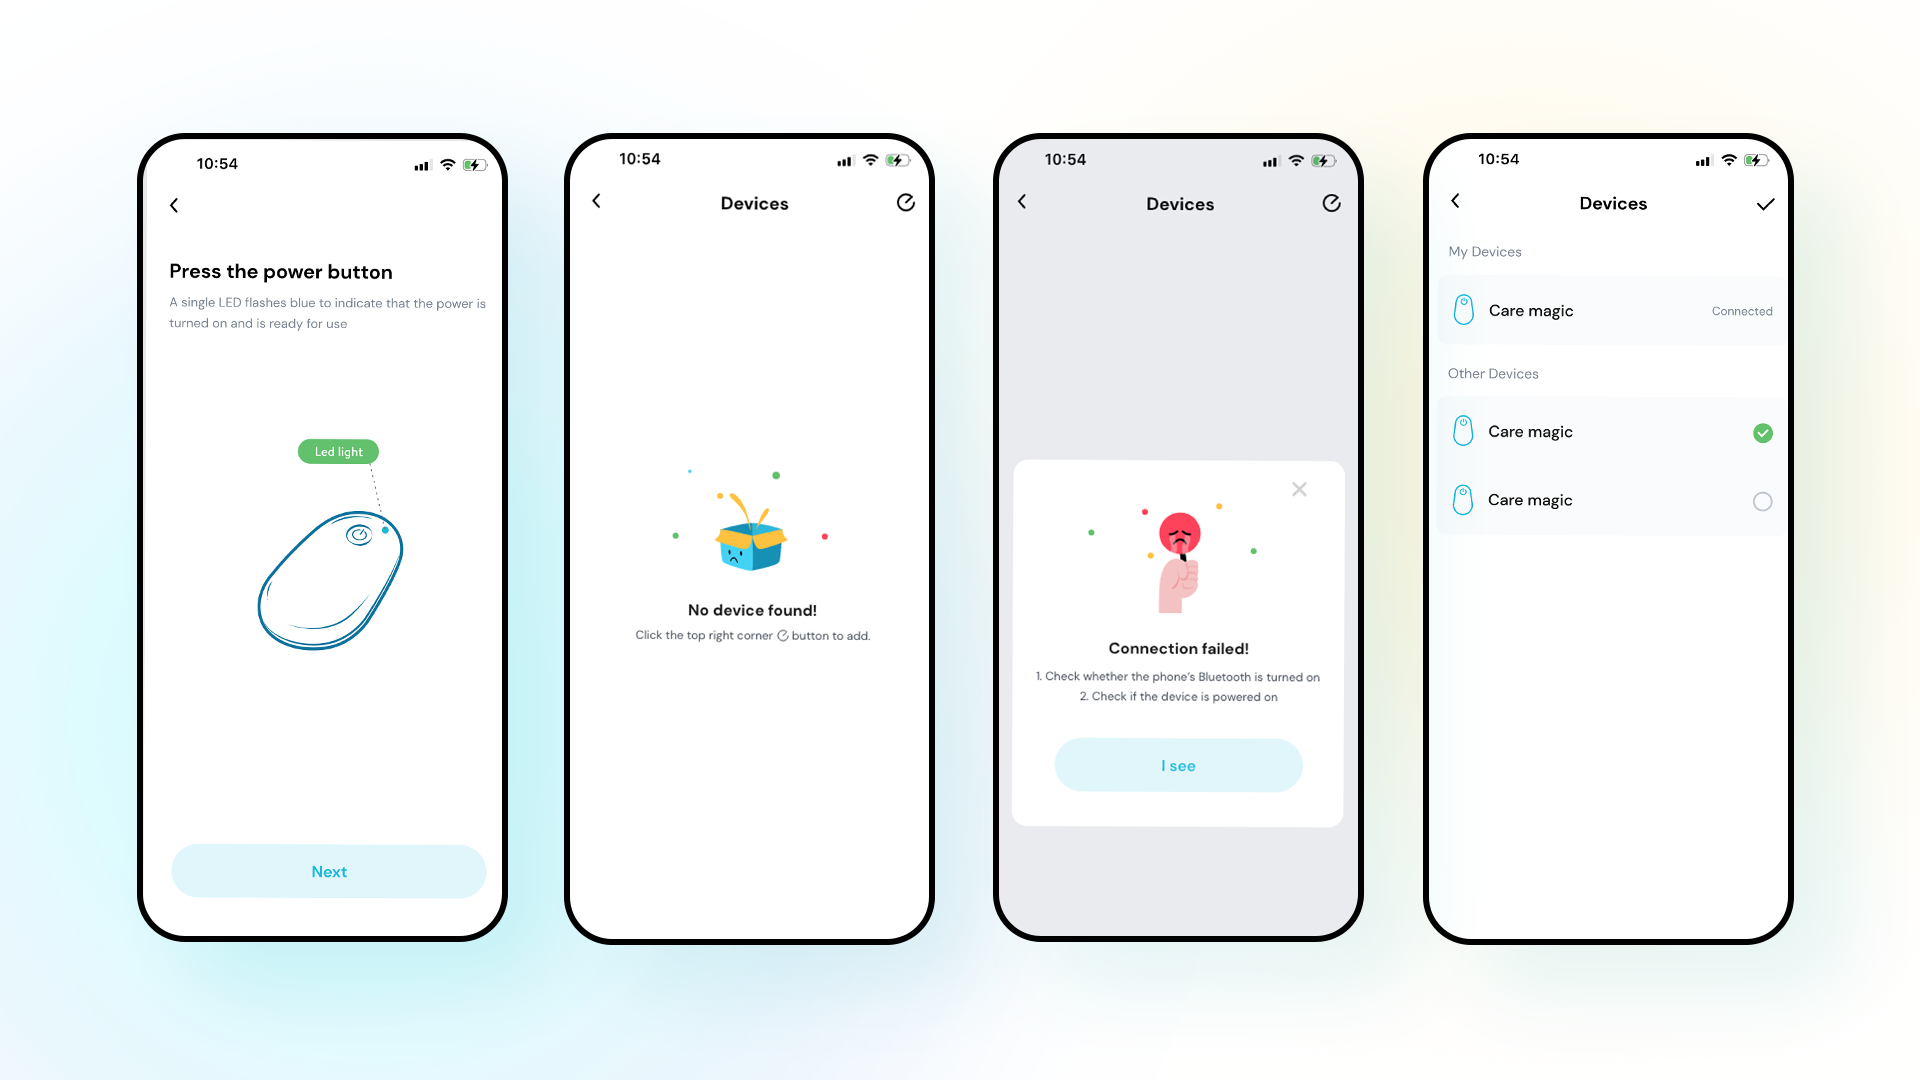 10:54
Press the power button
A single LED flashes blue to indicate that the power is
turned on and is ready for use
Led light
Next
10:54
Devices
No device found!
Click the top right corner button to add.
10:54
Devices
Connection failed!
1. Check whether the phone's Bluetooth is turned on
2. Check if the device is powered on
I see
10:54
Devices
My Devices
Care magic Connected
Other Devices
Care magic
Care magic